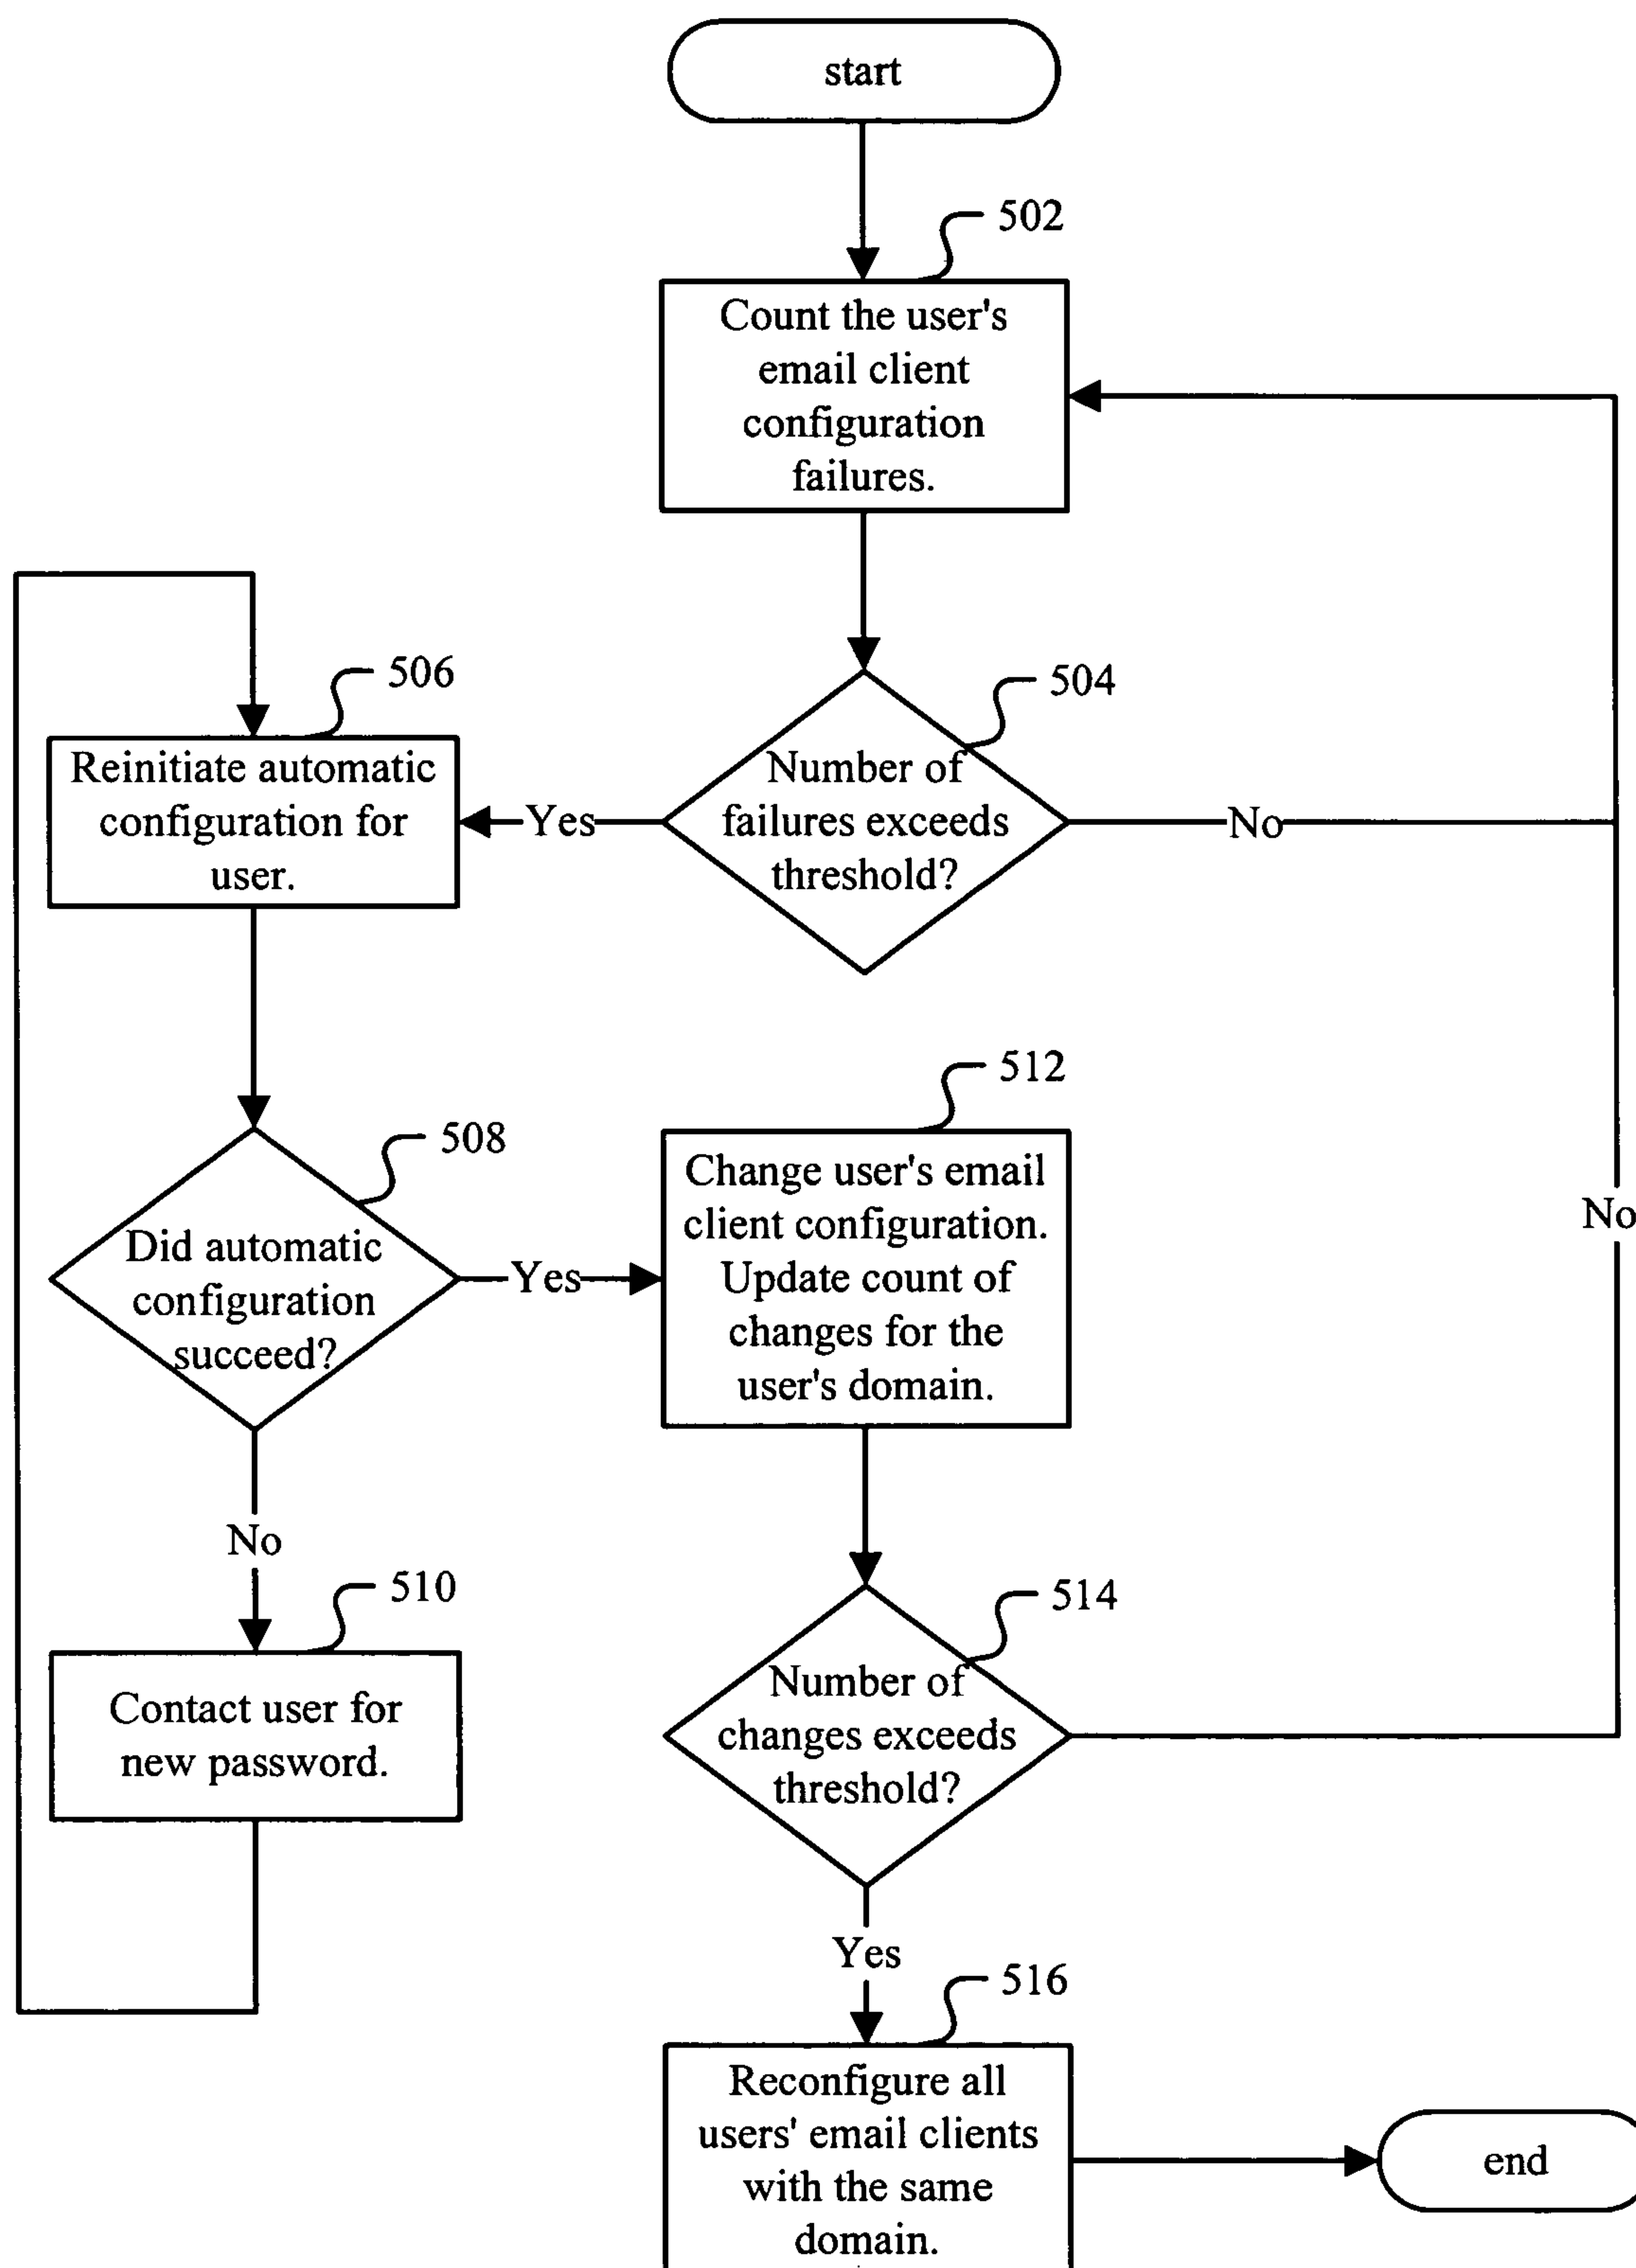 start
502
Count the user's
email client
configuration
failures.
506
504
Reinitiate automatic
configuration for
user.
Yes
Number of
failures exceeds
threshold?
No
512
508
Change user's email
client configuration.
Update count of
changes for the
user's domain.
No
Did automatic
configuration
succeed?
Yes
No
510
514
Contact user for
new password.
Number of
changes exceeds
threshold?
Yes
516
Reconfigure all
users' email clients
with the same
domain.
end